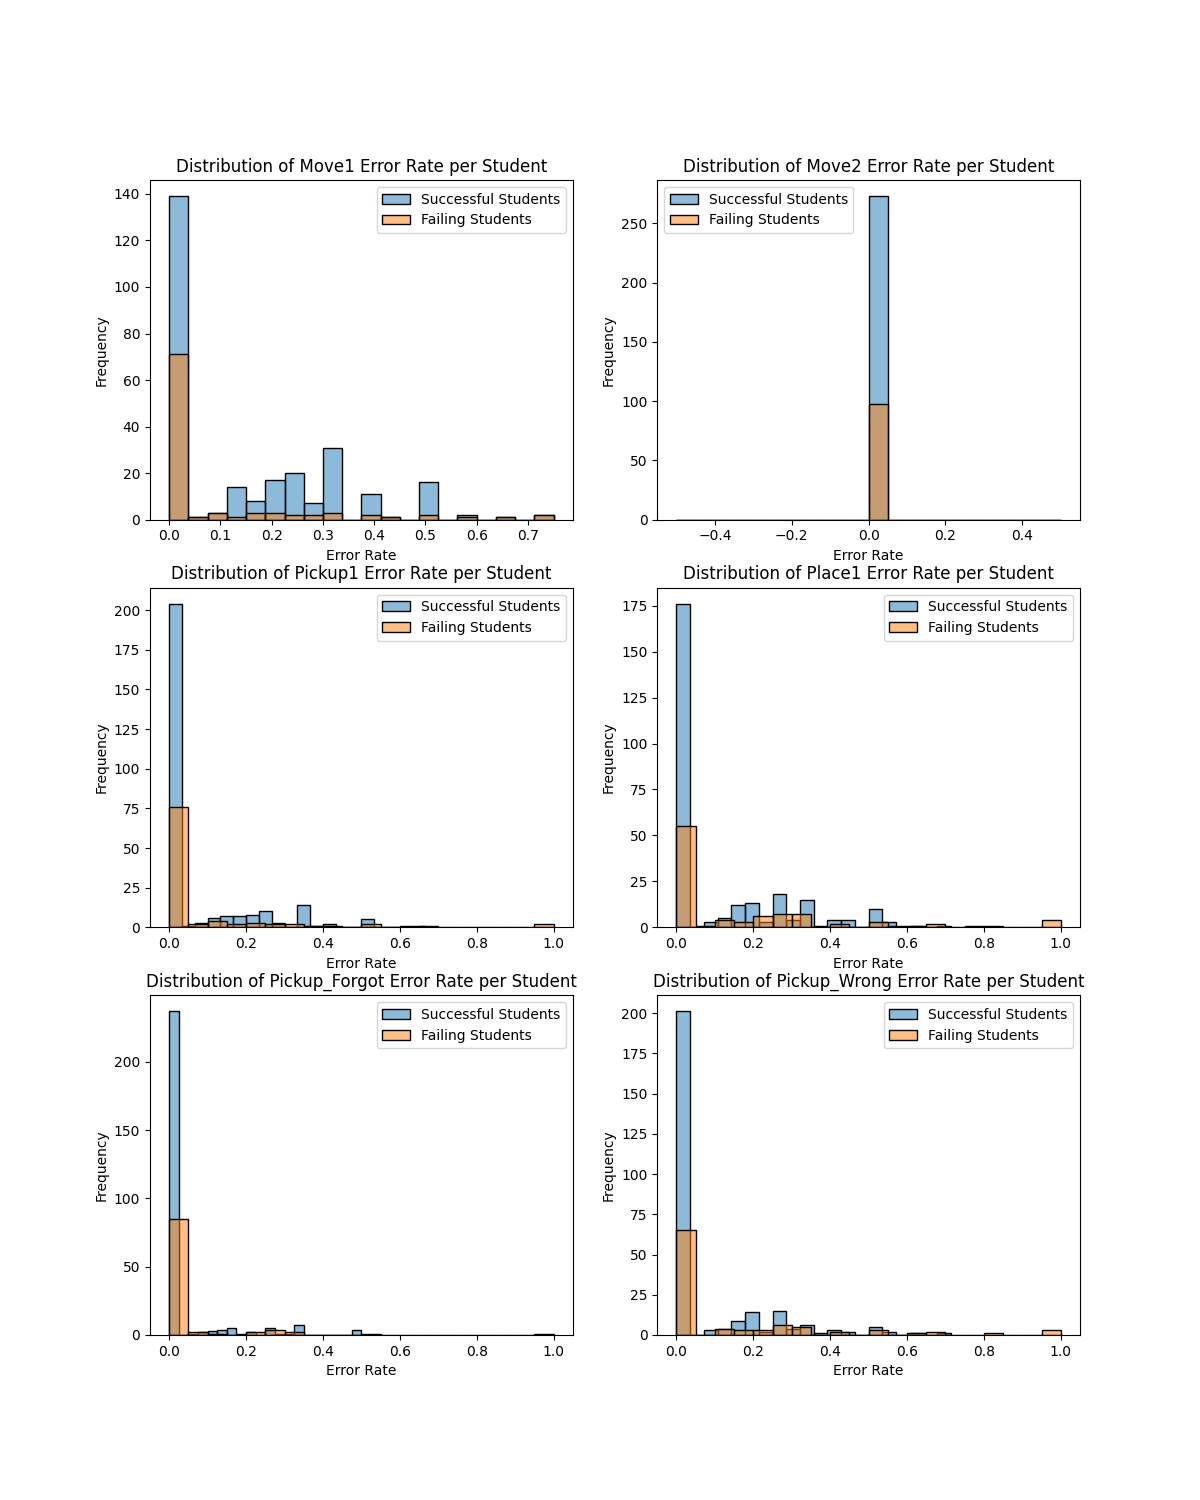 Distribution of Move1 Error Rate per Student
140
120
100
80
60
40
20
0
Frequency
Successful Students
Failing Students
0.0 0.1 0.2 0.3 0.4 0.5 0.6 0.7
Error Rate
Distribution of Move2 Error Rate per Student
250
200
150
100
50
0
Frequency
Successful Students
Failing Students
−0.4 −0.2 0.0 0.2 0.4
Error Rate
Distribution of Pickup1 Error Rate per Student
200
175
150
125
100
75
50
25
0
Frequency
Successful Students
Failing Students
0.0 0.2 0.4 0.6 0.8 1.0
Error Rate
Distribution of Place1 Error Rate per Student
175
150
125
100
75
50
25
0
Frequency
Successful Students
Failing Students
0.0 0.2 0.4 0.6 0.8 1.0
Error Rate
Distribution of Pickup_Forgot Error Rate per Student
200
150
100
50
0
Frequency
Successful Students
Failing Students
0.0 0.2 0.4 0.6 0.8 1.0
Error Rate
Distribution of Pickup_Wrong Error Rate per Student
200
175
150
125
100
75
50
25
0
Frequency
Successful Students
Failing Students
0.0 0.2 0.4 0.6 0.8 1.0
Error Rate